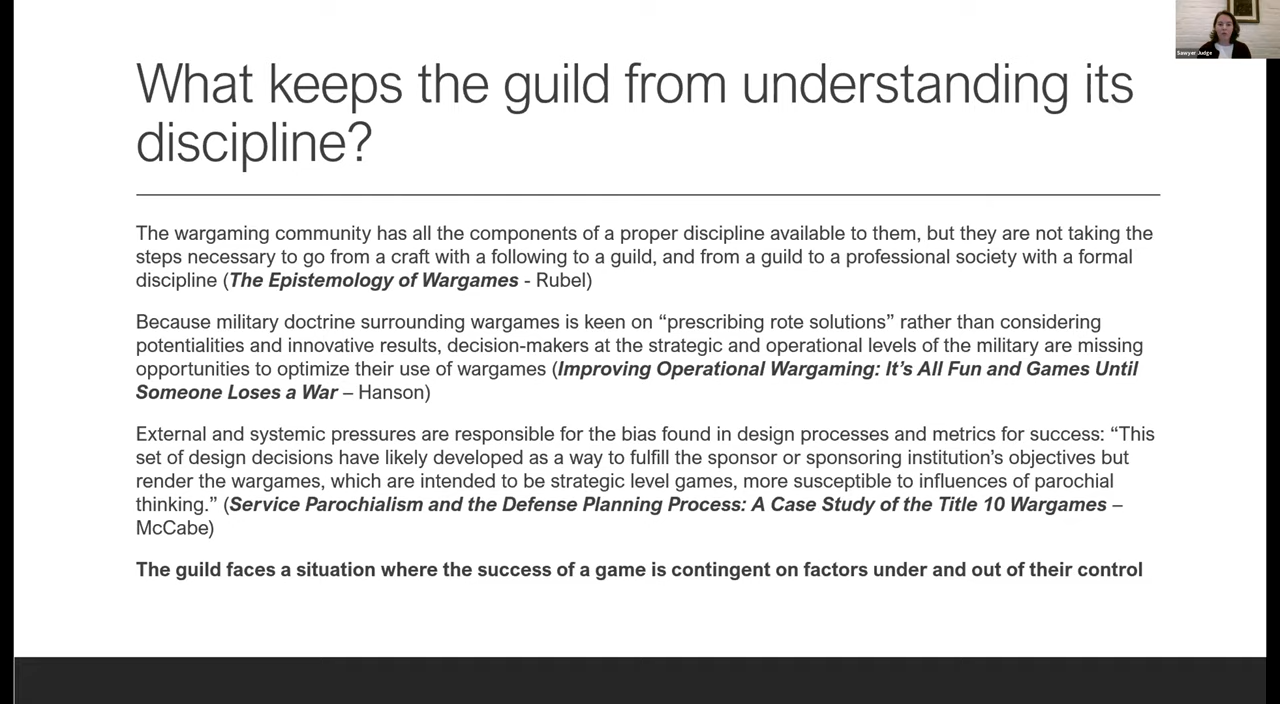 Sawyer Judge
What keeps the guild from understanding its
discipline?
The wargaming community has all the components of a proper discipline available to them, but they are not taking the
steps necessary to go from a craft with a following to a guild, and from a guild to a professional society with a formal
discipline (The Epistemology of Wargames - Rubel)
Because military doctrine surrounding wargames is keen on “prescribing rote solutions” rather than considering
potentialities and innovative results, decision-makers at the strategic and operational levels of the military are missing
opportunities to optimize their use of wargames (Improving Operational Wargaming: It’s All Fun and Games Until
Someone Loses a War – Hanson)
External and systemic pressures are responsible for the bias found in design processes and metrics for success: “This
set of design decisions have likely developed as a way to fulfill the sponsor or sponsoring institution’s objectives but
render the wargames, which are intended to be strategic level games, more susceptible to influences of parochial
thinking.” (Service Parochialism and the Defense Planning Process: A Case Study of the Title 10 Wargames –
McCabe)
The guild faces a situation where the success of a game is contingent on factors under and out of their control